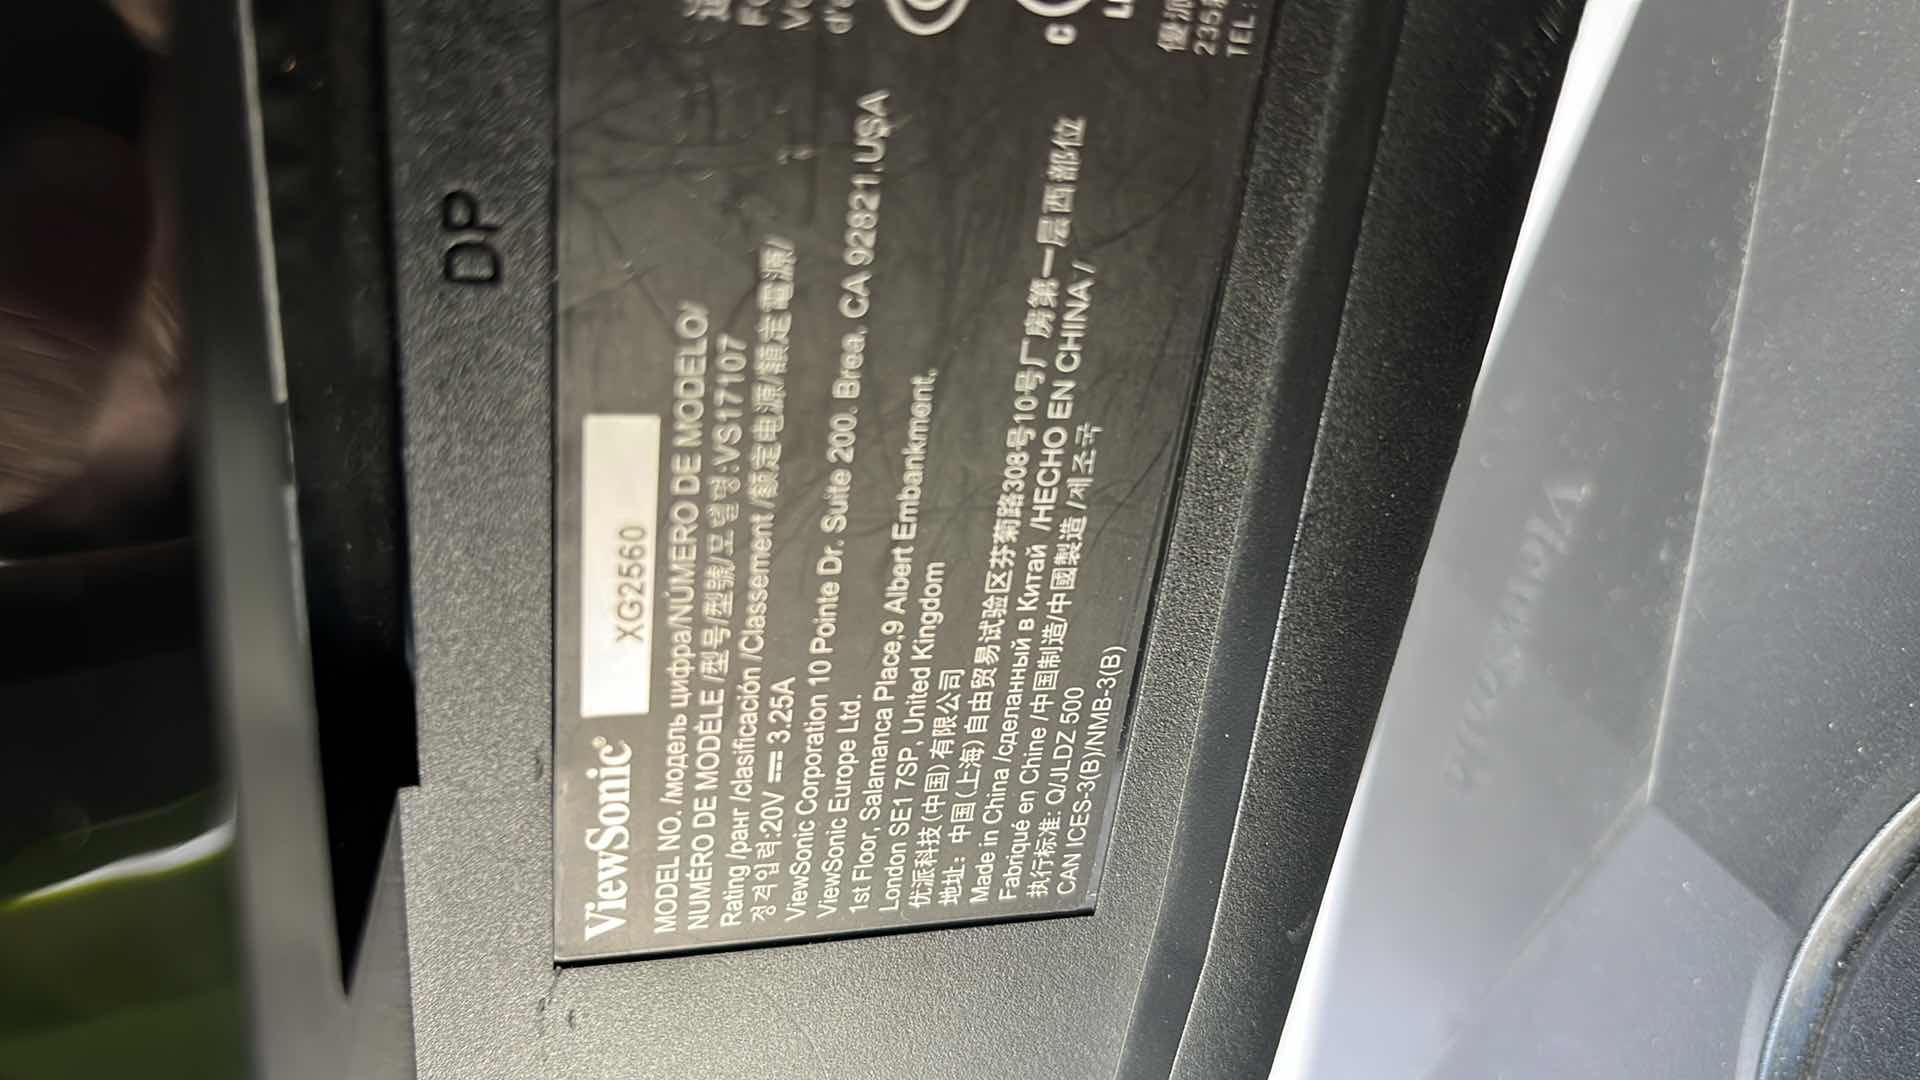 DP
ViewSonic®
XG2560
MODEL NO. /модель цифра/NÚMERO DE MODELO/
NUMÉRO DE MODÈLE /型号/型號/모델명:VS17107
Rating /ранг /clasificación /Classement /额定电源/額定電源/
정격입력:20V ⎓ 3.25A
ViewSonic Corporation 10 Pointe Dr. Suite 200. Brea. CA 92821.USA
ViewSonic Europe Ltd.
1st Floor, Salamanca Place,9 Albert Embankment.
London SE1 7SP, United Kingdom
优派科技(中国)有限公司
地址: 中国(上海)自由贸易试验区芬菊路308号10号厂房第一层西部位
Made in China /сделанный в Китай /HECHO EN CHINA /
Fabriqué en Chine /中国制造/中國製造 /제조국
执行标准: Q/JLDZ 500
CAN ICES-3(B)/NMB-3(B)
TEL:
ViewSonic